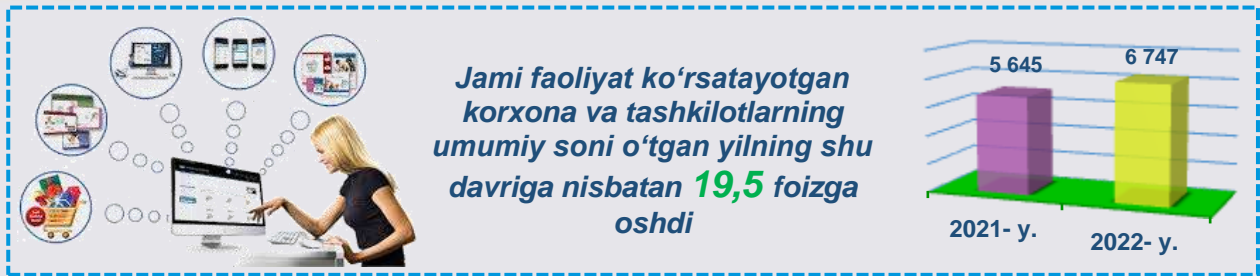 Jami faoliyat ko‘rsatayotgan
korxona va tashkilotlarning
umumiy soni o‘tgan yilning shu
davriga nisbatan 19,5 foizga
oshdi
5 645
6 747
2021- y.
2022- y.